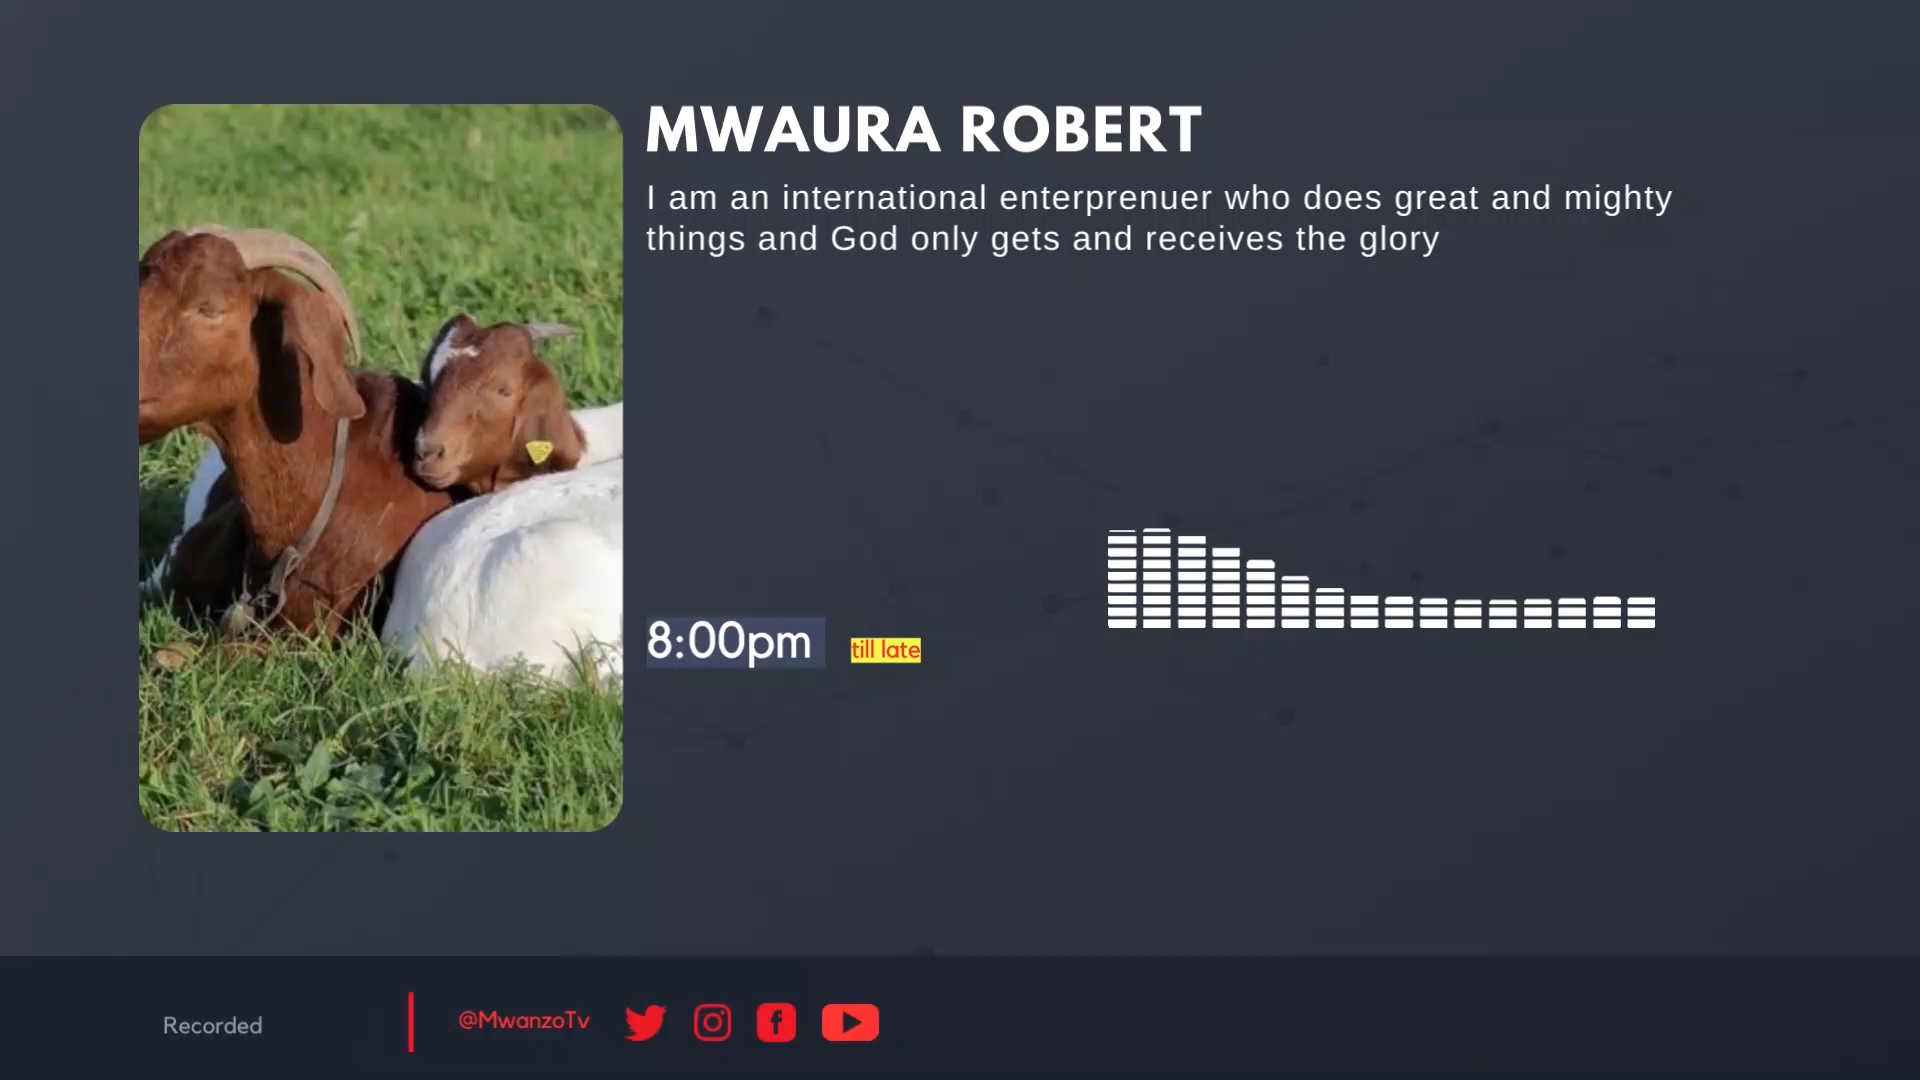 MWAURA ROBERT
I am an international enterprenuer who does great and mighty
things and God only gets and receives the glory
8:00pm till late
Recorded
@MwanzoTv